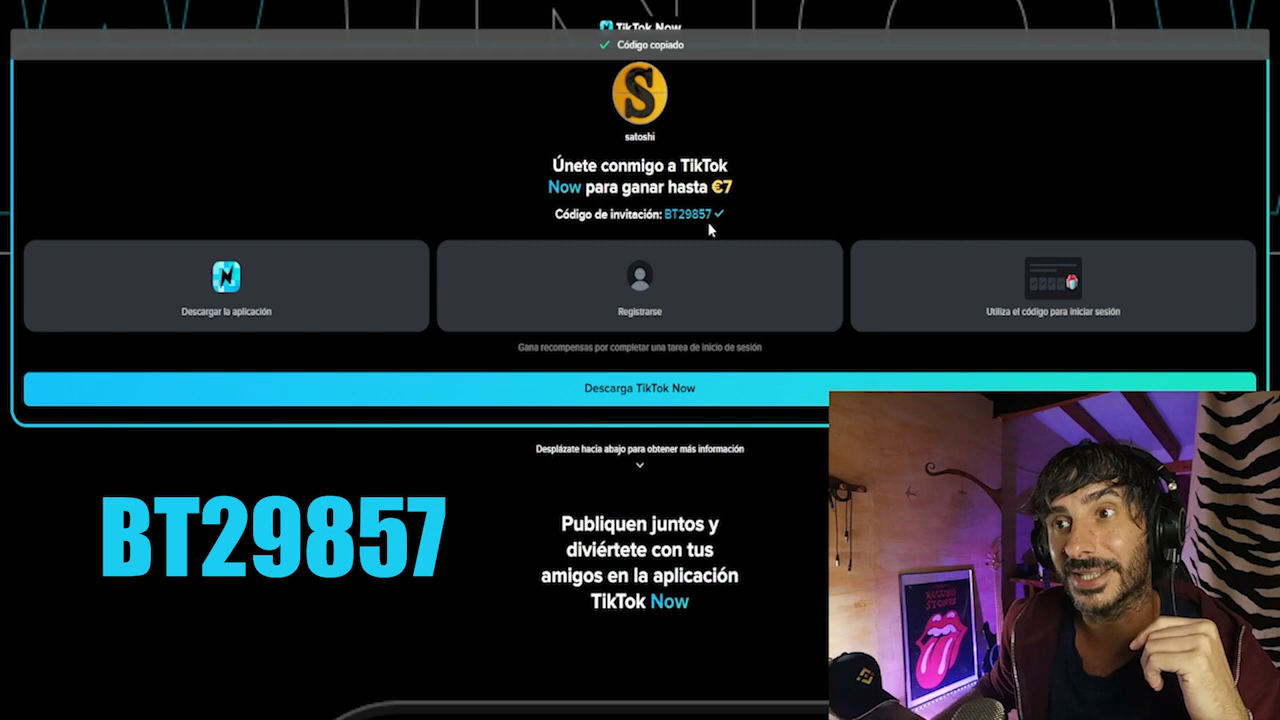 TikTok Now
Código copiado
S
satoshi
Únete conmigo a TikTok
Now para ganar hasta €7
Código de invitación: BT29857
Descargar la aplicación
Registrarse
Utiliza el código para iniciar sesión
Gana recompensas por completar una tarea de inicio de sesión
Descarga TikTok Now
Desplázate hacia abajo para obtener más información
BT29857
Publiquen juntos y
diviértete con tus
amigos en la aplicación
TikTok Now
ROLLING
STONES